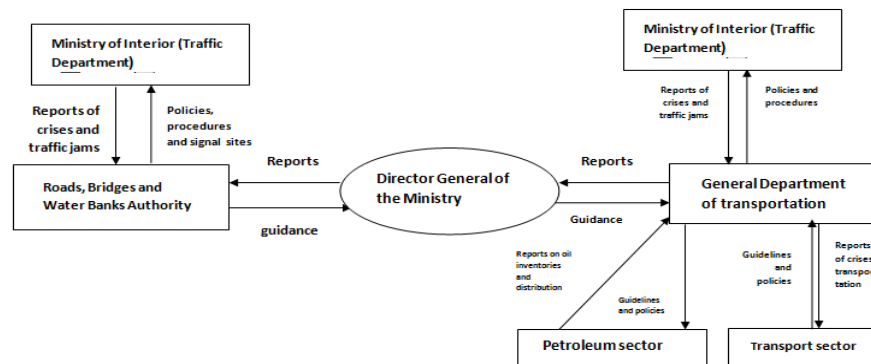 Ministry of Interior (Traffic
Department)
Ministry of Interior (Traffic
Department)
Reports of
crises and
traffic jams
Policies,
procedures
and signal sites
Reports of
crises and
traffic jams
Policies and
procedures
Roads, Bridges and
Water Banks Authority
Reports
guidance
Director General of
the Ministry
Reports
Guidance
General Department
of transportation
Reports on oil
inventories
and
distribution
Guidelines
and policies
Guidelines
and
policies
Reports
of crises
transpor
tation
Petroleum sector
Transport sector